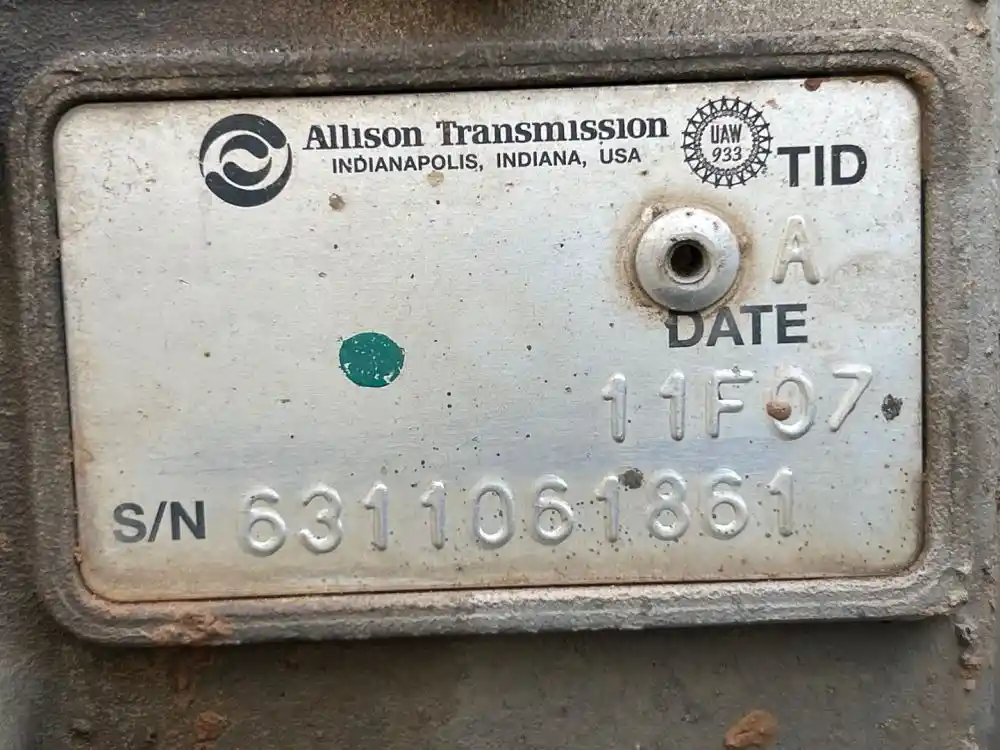 Allison Transmission
INDIANAPOLIS, INDIANA, USA
UAW
933
TID
A
DATE
11F07
S/N 6311061861